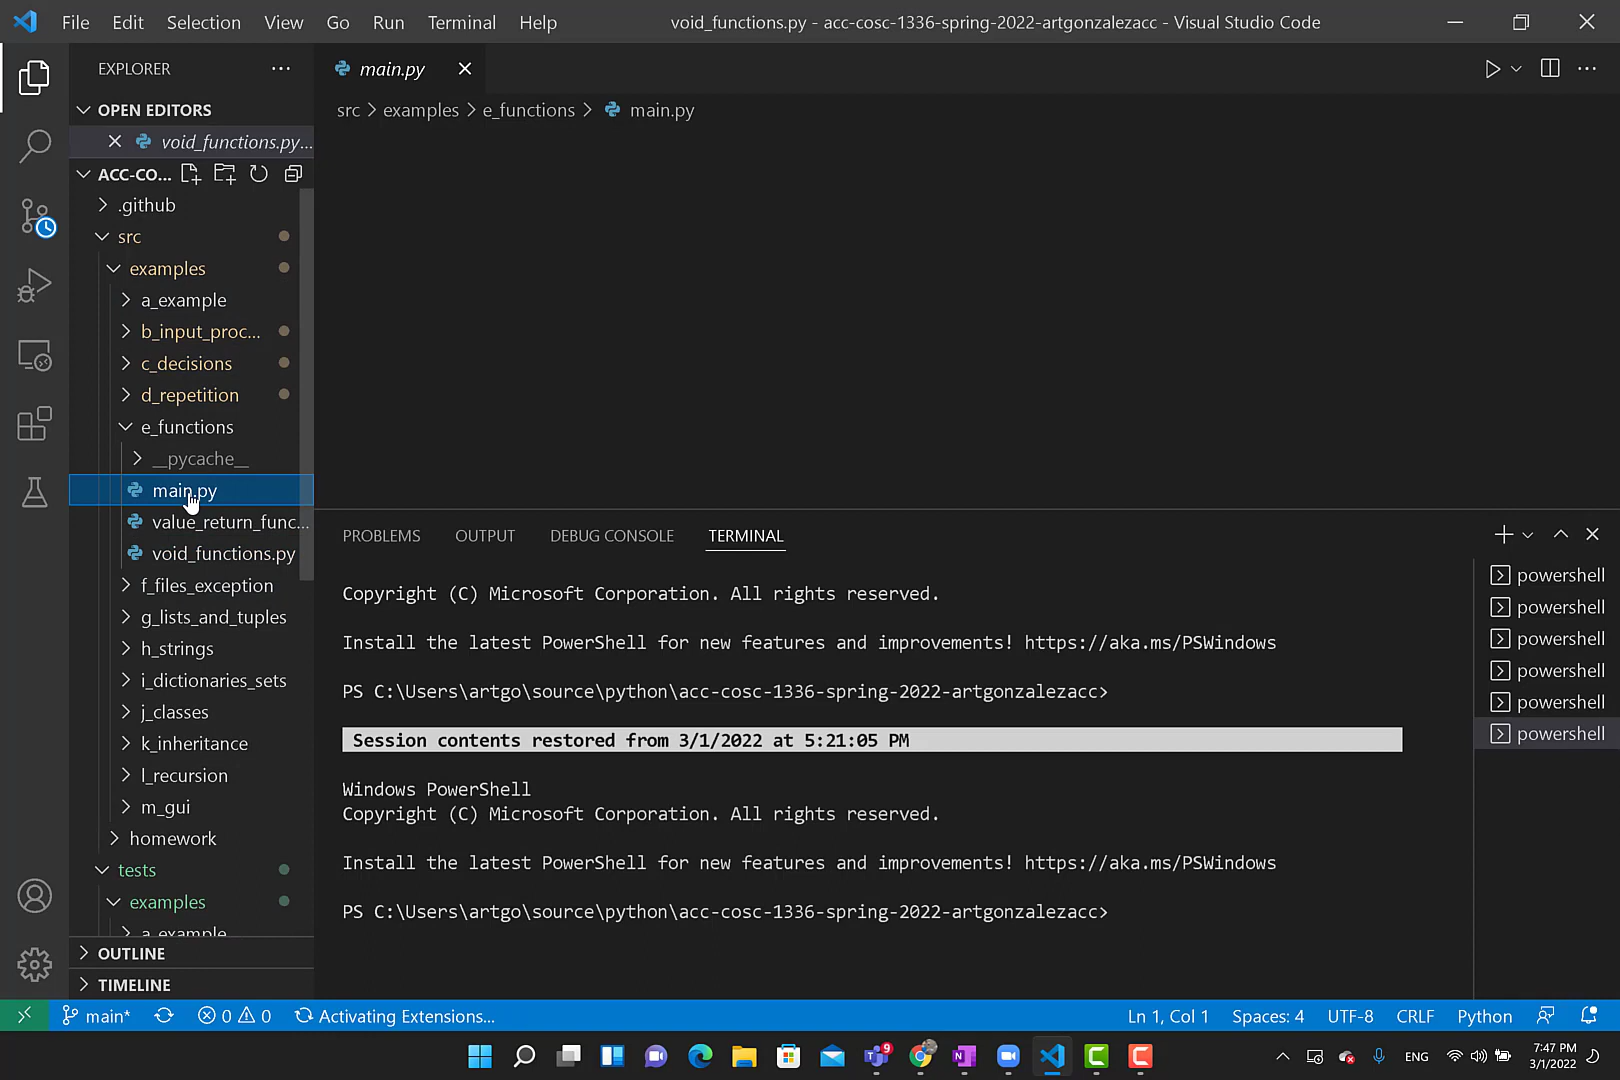 File Edit Selection View Go Run Terminal Help
void_functions.py - acc-cosc-1336-spring-2022-artgonzalezacc - Visual Studio Code
EXPLORER
main.py
OPEN EDITORS
src > examples > e_functions > main.py
void_functions.py...
ACC-CO...
.github
src
examples
a_example
b_input_proc...
c_decisions
d_repetition
e_functions
__pycache__
main.py
value_return_func...
void_functions.py
f_files_exception
g_lists_and_tuples
h_strings
i_dictionaries_sets
j_classes
k_inheritance
l_recursion
m_gui
homework
tests
examples
a_example
OUTLINE
TIMELINE
PROBLEMS OUTPUT DEBUG CONSOLE TERMINAL
Copyright (C) Microsoft Corporation. All rights reserved.
Install the latest PowerShell for new features and improvements! https://aka.ms/PSWindows
PS C:\Users\artgo\source\python\acc-cosc-1336-spring-2022-artgonzalezacc>
Session contents restored from 3/1/2022 at 5:21:05 PM
Windows PowerShell
Copyright (C) Microsoft Corporation. All rights reserved.
Install the latest PowerShell for new features and improvements! https://aka.ms/PSWindows
PS C:\Users\artgo\source\python\acc-cosc-1336-spring-2022-artgonzalezacc>
powershell
powershell
powershell
powershell
powershell
powershell
main* 0 0 Activating Extensions...
Ln 1, Col 1 Spaces: 4 UTF-8 CRLF Python
9
ENG
7:47 PM
3/1/2022